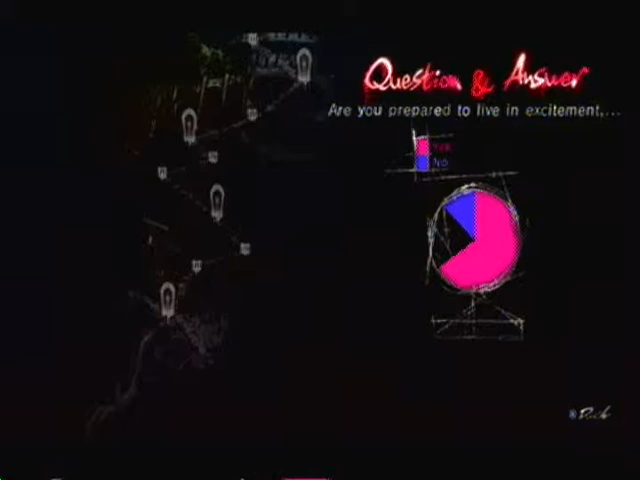 Question & Answer
Are you prepared to live in excitement,...
YES
NO